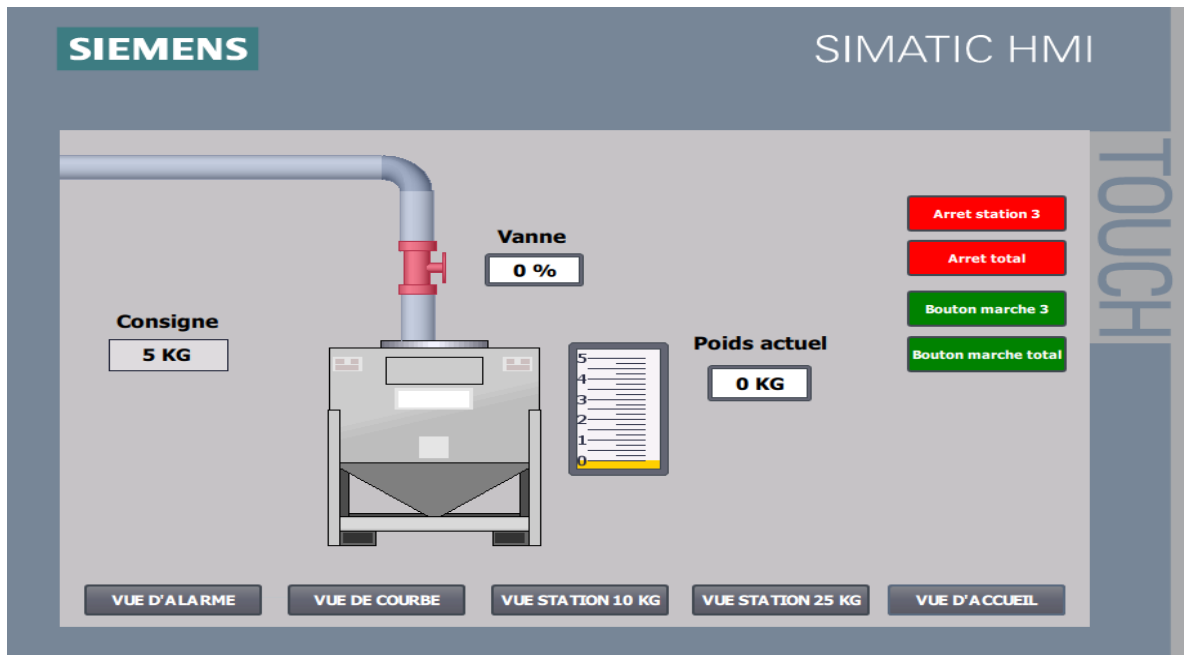 SIEMENS
SIMATIC HMI
TOUCH
Arret station 3
Vanne
Arret total
0 %
Bouton marche 3
Consigne
Poids actuel
Bouton marche total
5 KG
0 KG
5
4
3
2
1
0
VUE D'ALARME
VUE DE COURBE
VUE STATION 10 KG
VUE STATION 25 KG
VUE D'ACCUEIL